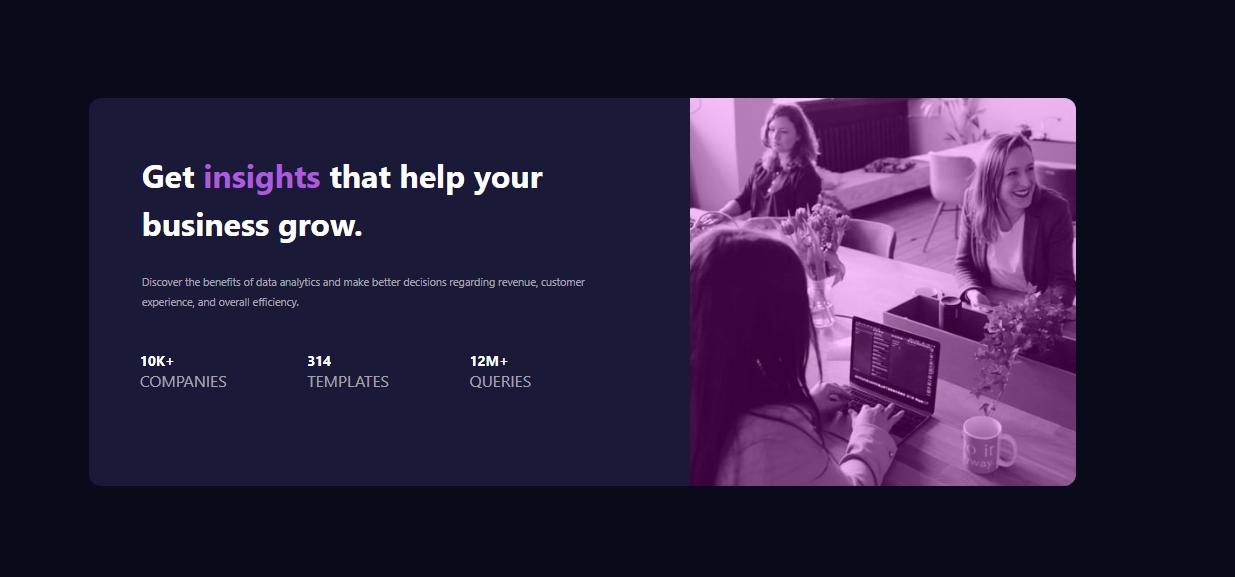 Get insights that help your
business grow.
Discover the benefits of data analytics and make better decisions regarding revenue, customer
experience, and overall efficiency.
10K+ 314 12M+
COMPANIES TEMPLATES QUERIES